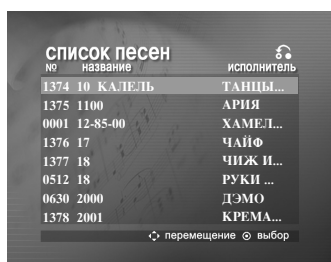 список песен
№ название исполнитель
1374 10 КАЛЕЛЬ ТАНЦЫ...
1375 1100 АРИЯ
0001 12-85-00 ХАМЕЛ...
1376 17 ЧАЙФ
1377 18 ЧИЖ И...
0512 18 РУКИ ...
0630 2000 ДЭМО
1378 2001 КРЕМА...
перемещение выбор